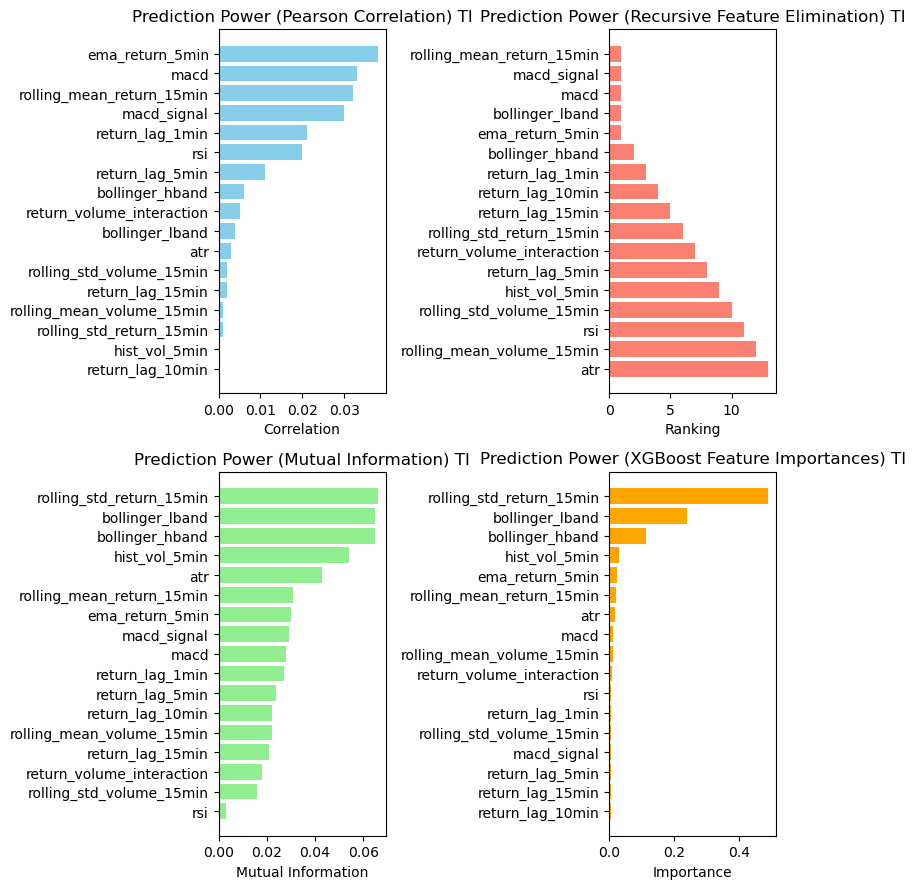 Prediction Power (Pearson Correlation) TI
ema_return_5min
macd
rolling_mean_return_15min
macd_signal
return_lag_1min
rsi
return_lag_5min
bollinger_hband
return_volume_interaction
bollinger_lband
atr
rolling_std_volume_15min
return_lag_15min
rolling_mean_volume_15min
rolling_std_return_15min
hist_vol_5min
return_lag_10min
0.00 0.01 0.02 0.03
Correlation
Prediction Power (Recursive Feature Elimination) TI
rolling_mean_return_15min
macd_signal
macd
bollinger_lband
ema_return_5min
bollinger_hband
return_lag_1min
return_lag_10min
return_lag_15min
rolling_std_return_15min
return_volume_interaction
return_lag_5min
hist_vol_5min
rolling_std_volume_15min
rsi
rolling_mean_volume_15min
atr
0 5 10
Ranking
Prediction Power (Mutual Information) TI
rolling_std_return_15min
bollinger_lband
bollinger_hband
hist_vol_5min
atr
rolling_mean_return_15min
ema_return_5min
macd_signal
macd
return_lag_1min
return_lag_5min
return_lag_10min
rolling_mean_volume_15min
return_lag_15min
return_volume_interaction
rolling_std_volume_15min
rsi
0.00 0.02 0.04 0.06
Mutual Information
Prediction Power (XGBoost Feature Importances) TI
rolling_std_return_15min
bollinger_lband
bollinger_hband
hist_vol_5min
ema_return_5min
rolling_mean_return_15min
atr
macd
rolling_mean_volume_15min
return_volume_interaction
rsi
return_lag_1min
rolling_std_volume_15min
macd_signal
return_lag_5min
return_lag_15min
return_lag_10min
0.0 0.2 0.4
Importance